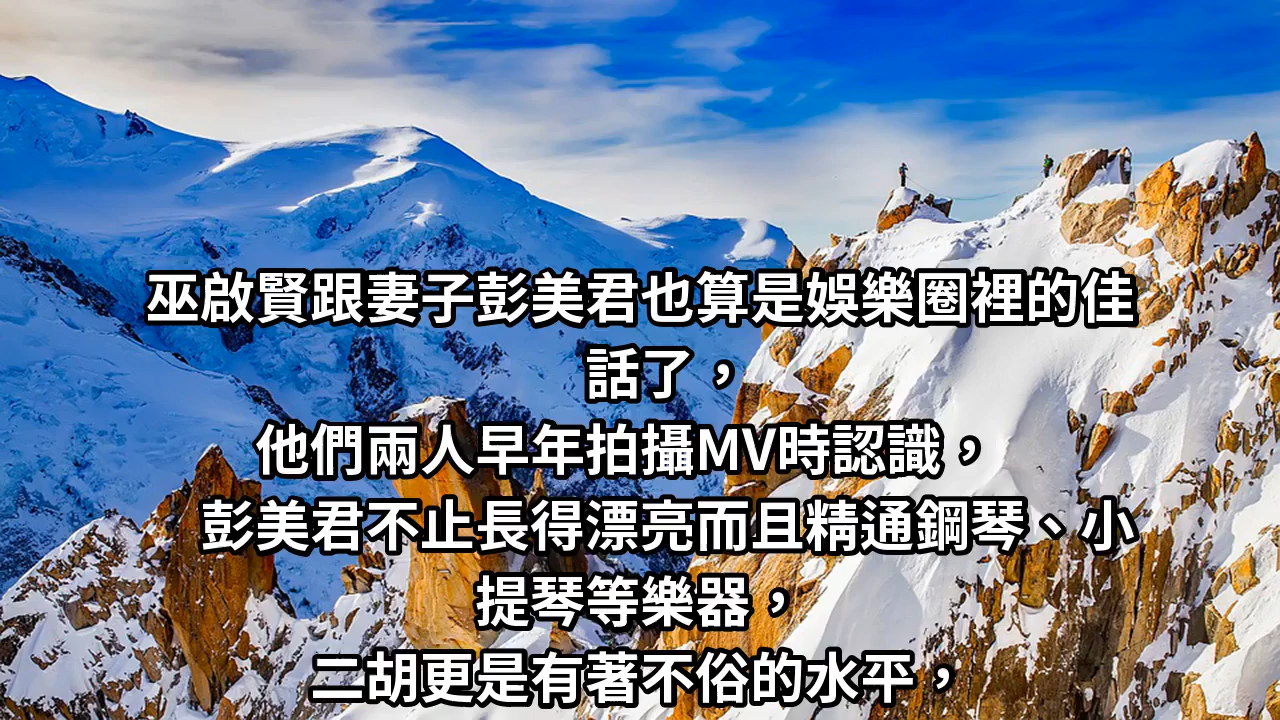 巫啟賢跟妻子彭美君也算是娛樂圈裡的佳
話了，
他們兩人早年拍攝MV時認識，
彭美君不止長得漂亮而且精通鋼琴、小
提琴等樂器，
二胡更是有著不俗的水平，